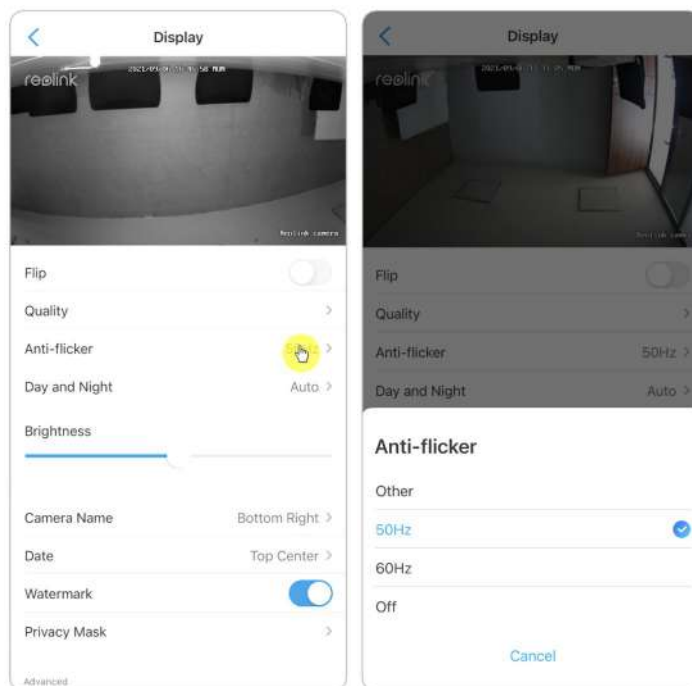 Display
reolink
Reolink camera
Flip
Quality
Anti-flicker
Day and Night Auto
Brightness
Camera Name Bottom Right
Date Top Center
Watermark
Privacy Mask
Advanced
Display
reolink
Flip
Quality
Anti-flicker 50Hz
Day and Night Auto
Anti-flicker
Other
50Hz
60Hz
Off
Cancel